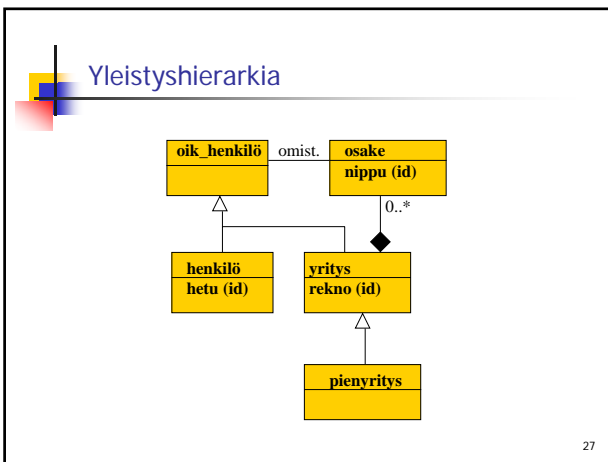 Yleistyshierarkia
oik_henkilö
omist.
osake
nippu (id)
0..*
henkilö
hetu (id)
yritys
rekno (id)
pienyritys
27